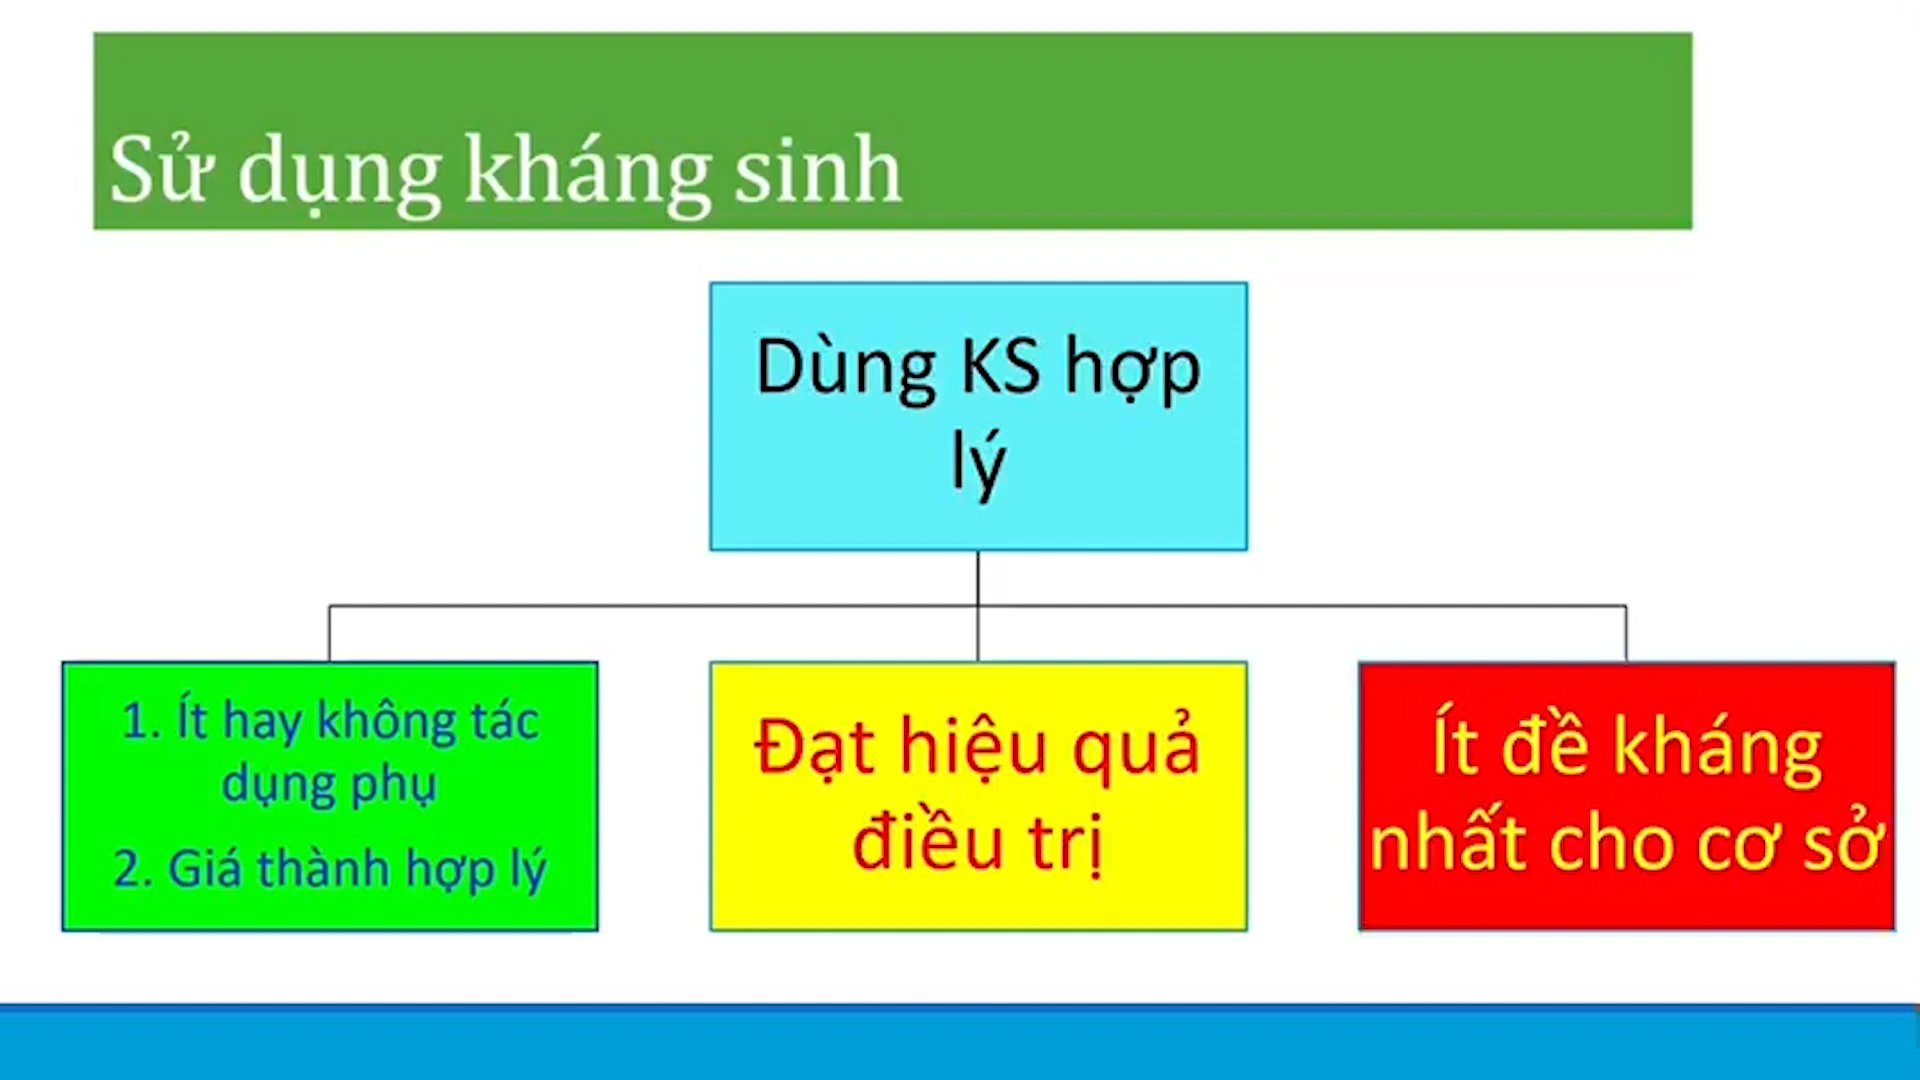 Sử dụng kháng sinh
Dùng KS hợp
lý
1. Ít hay không tác
dụng phụ
2. Giá thành hợp lý
Đạt hiệu quả
điều trị
Ít đề kháng
nhất cho cơ sở